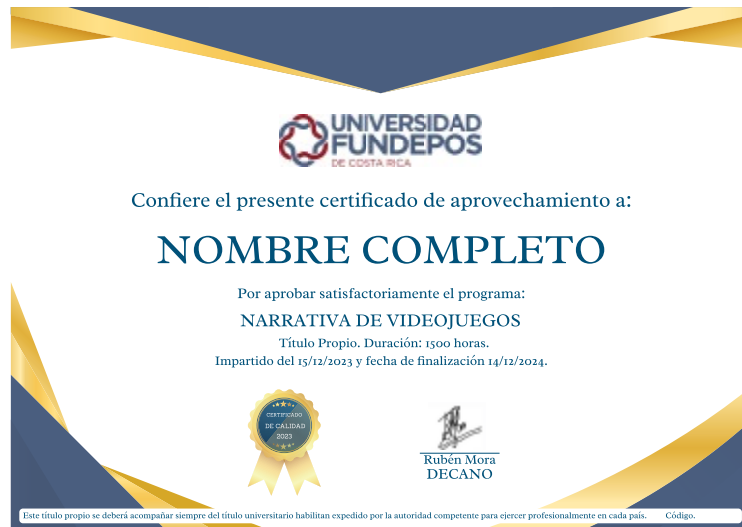 UNIVERSIDAD
FUNDEPOS
DE COSTA RICA
Confiere el presente certificado de aprovechamiento a:
NOMBRE COMPLETO
Por aprobar satisfactoriamente el programa:
NARRATIVA DE VIDEOJUEGOS
Título Propio. Duración: 1500 horas.
Impartido del 15/12/2023 y fecha de finalización 14/12/2024.
CERTIFICADO
DE CALIDAD
2023
Rubén Mora
DECANO
Este título propio se deberá acompañar siempre del título universitario habilitan expedido por la autoridad competente para ejercer profesionalmente en cada país. Código.